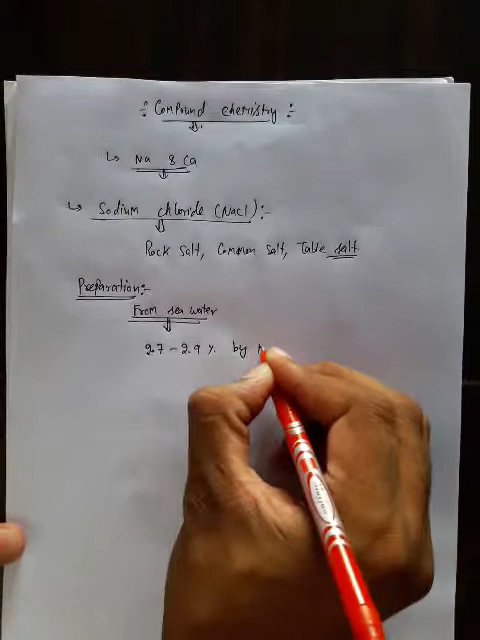 ÷ Compound chemistry ÷
↳ Na & Ca
↳ Sodium chloride (NaCl) :-
Rock Salt, Common Salt, Table salt
Preparation:-
From sea water
2.7 - 2.9 %. by